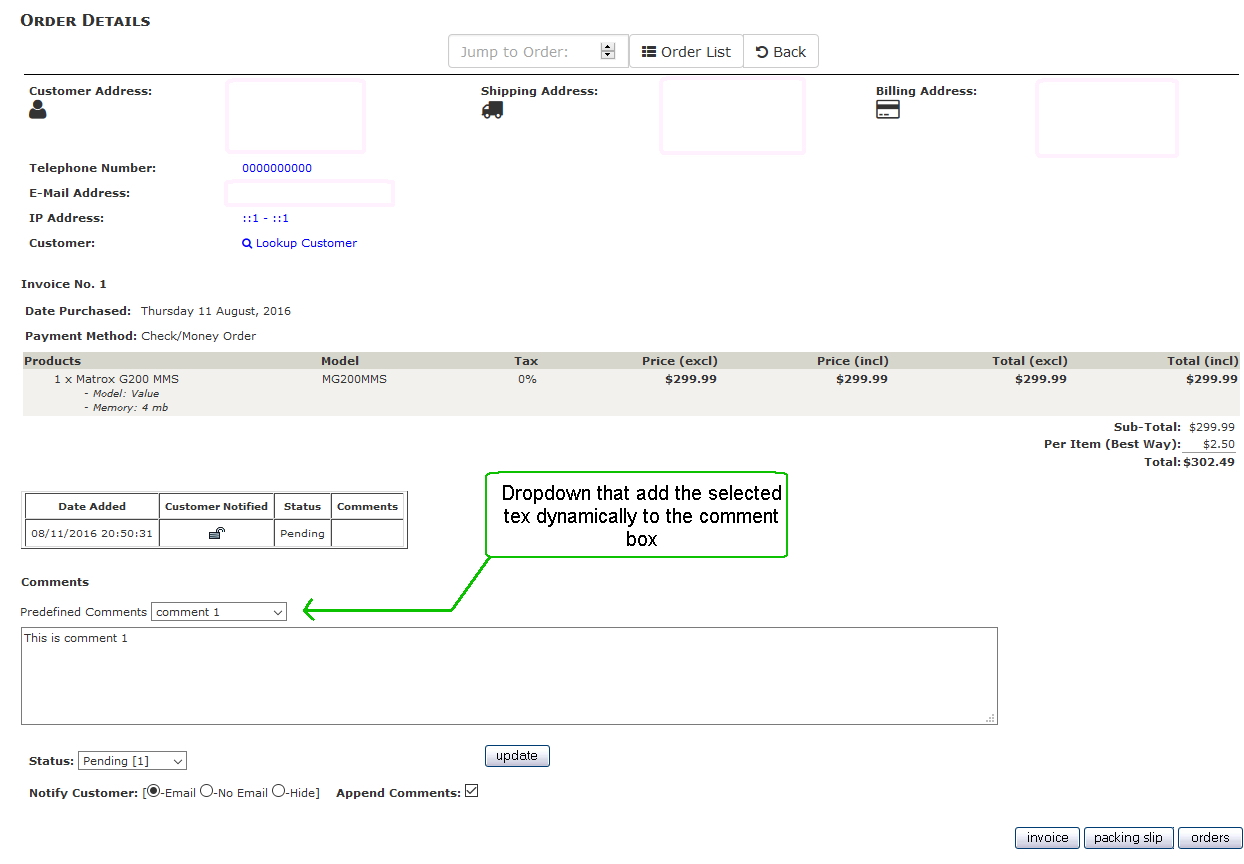 Order Details
Jump to Order: Order List Back
Customer Address: Shipping Address: Billing Address:
Telephone Number: 0000000000
E-Mail Address:
IP Address: ::1 - ::1
Customer: Lookup Customer
Invoice No. 1
Date Purchased: Thursday 11 August, 2016
Payment Method: Check/Money Order
Products Model Tax Price (excl) Price (incl) Total (excl) Total (incl)
1 x Matrox G200 MMS MG200MMS 0% $299.99 $299.99 $299.99 $299.99
- Model: Value
- Memory: 4 mb
Sub-Total: $299.99
Per Item (Best Way): $2.50
Total: $302.49
Date Added Customer Notified Status Comments
08/11/2016 20:50:31 Pending
Dropdown that add the selected
tex dynamically to the comment
box
Comments
Predefined Comments comment 1
This is comment 1
Status: Pending [1] update
Notify Customer: [ -Email -No Email -Hide] Append Comments:
invoice packing slip orders